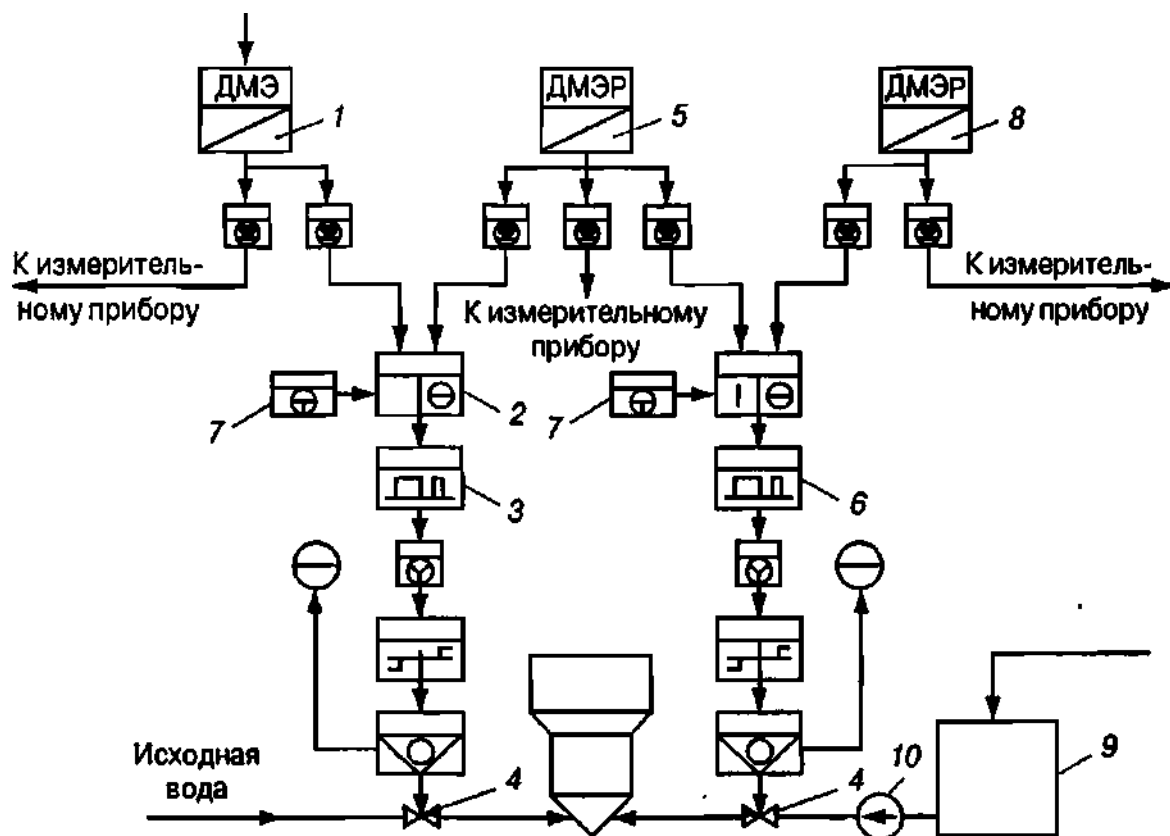 ДМЭ
1
ДМЭР
5
ДМЭР
8
К измеритель-
ному прибору
К измерительному
прибору
К измеритель-
ному прибору
7
2
7
3
6
Исходная
вода
4
4
10
9